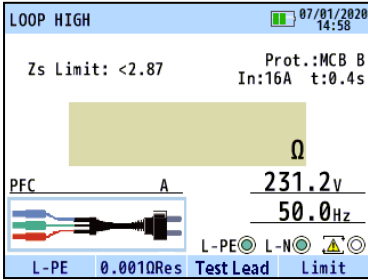 LOOP HIGH 07/01/2020
14:58
Zs Limit: <2.87 Prot.:MCB B
In:16A t:0.4s
Ω
PFC A 231.2V
50.0Hz
L-PE L-N
L-PE 0.001ΩRes Test Lead Limit